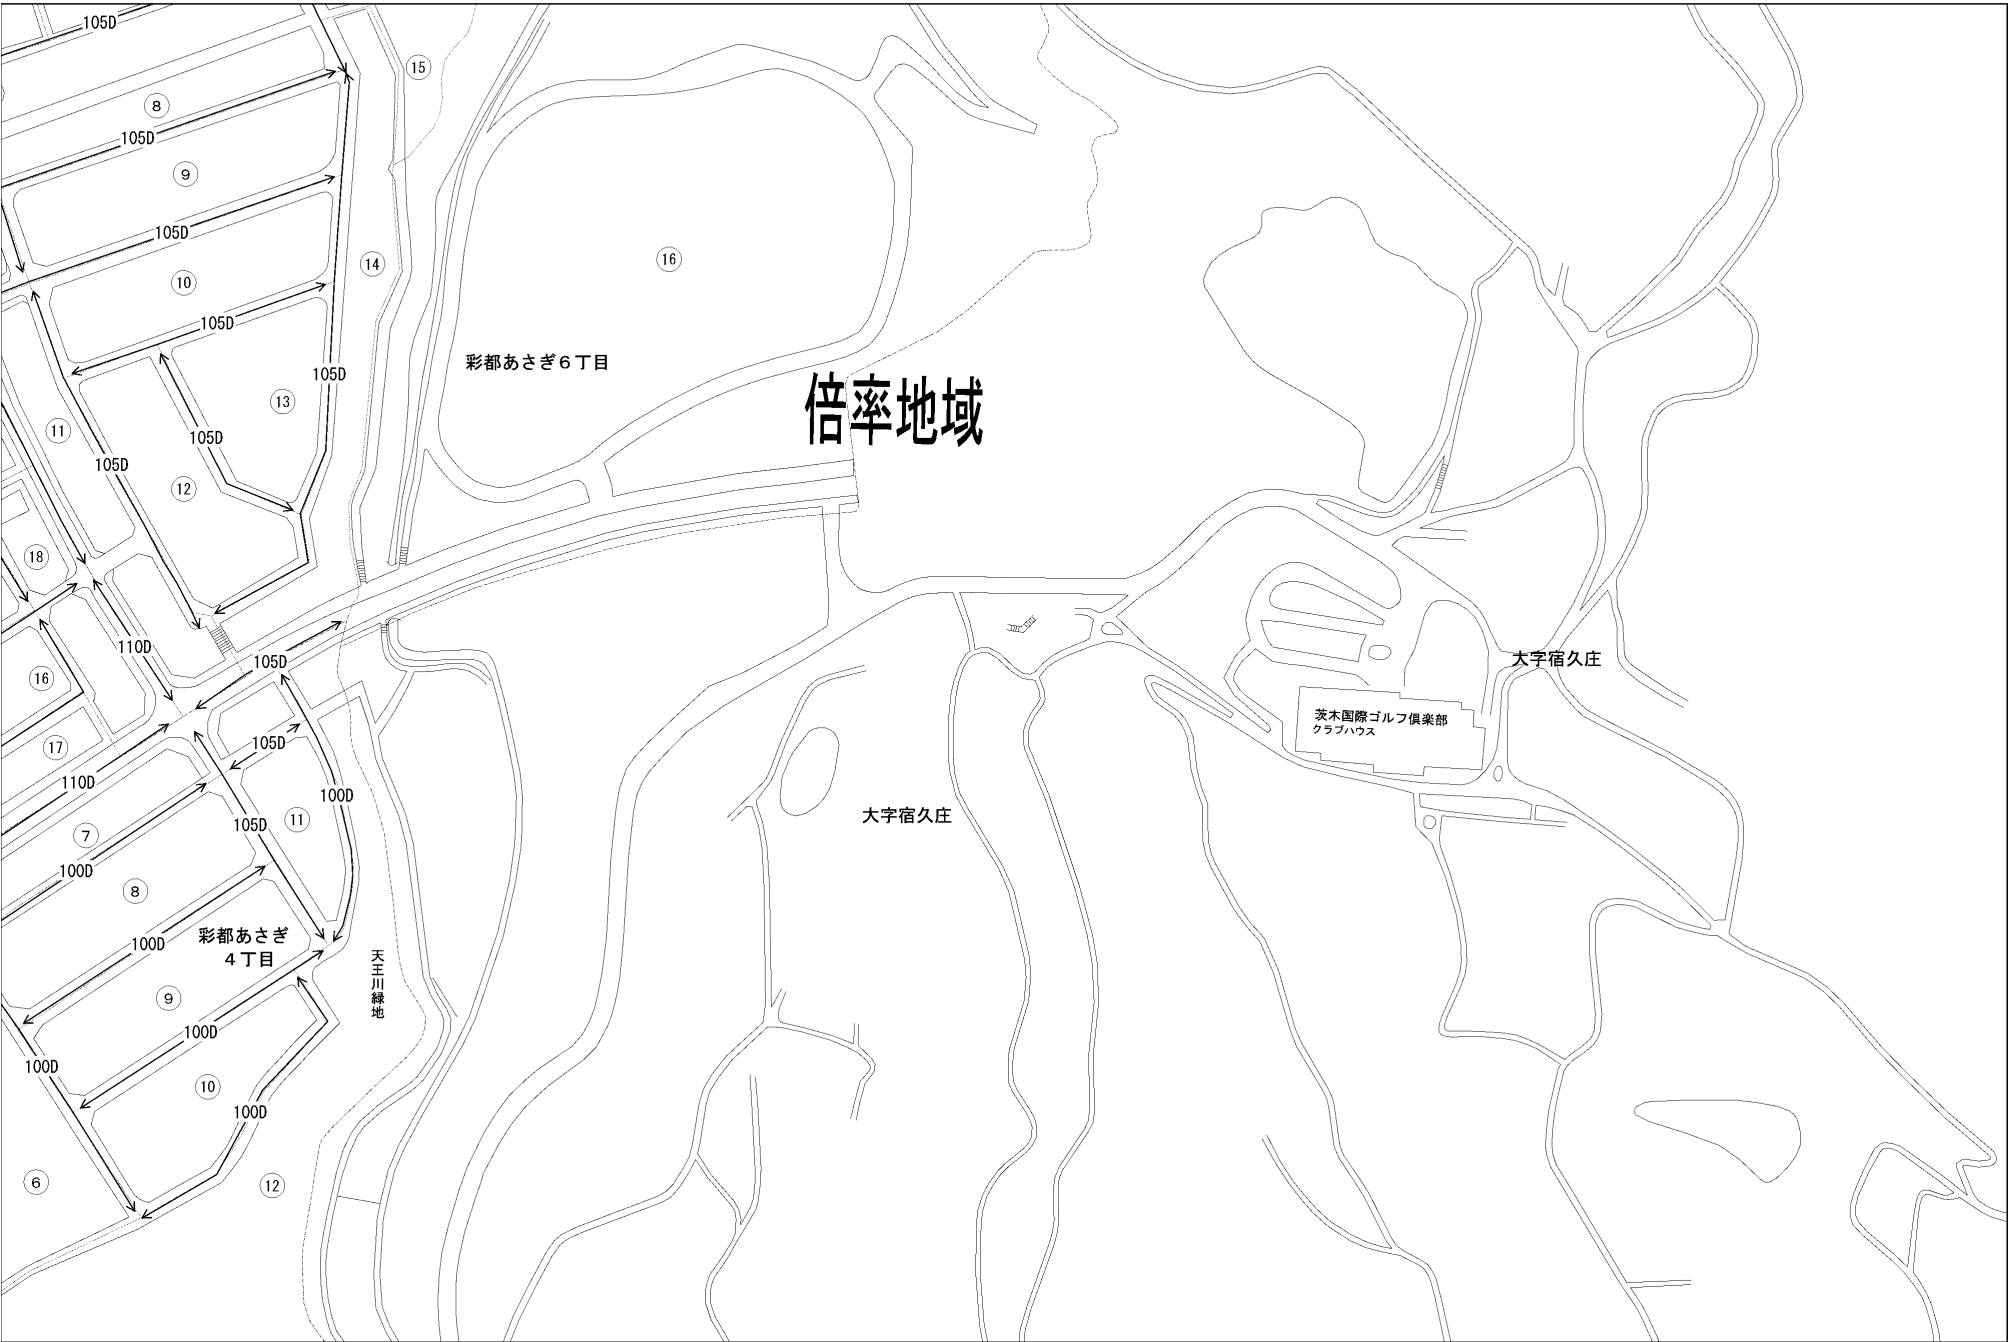 105D
⑮
⑧
105D
⑨
105D
⑭
⑯
⑩
105D
彩都あさぎ６丁目
105D
倍率地域
⑬
⑪
105D
105D
⑫
⑱
110D
105D
大字宿久庄
⑯
茨木国際ゴルフ倶楽部
クラブハウス
⑰
105D
110D
100D
大字宿久庄
105D
⑪
⑦
100D
⑧
彩都あさぎ
４丁目
100D
天王川緑地
⑨
100D
100D
⑩
100D
⑥
⑫